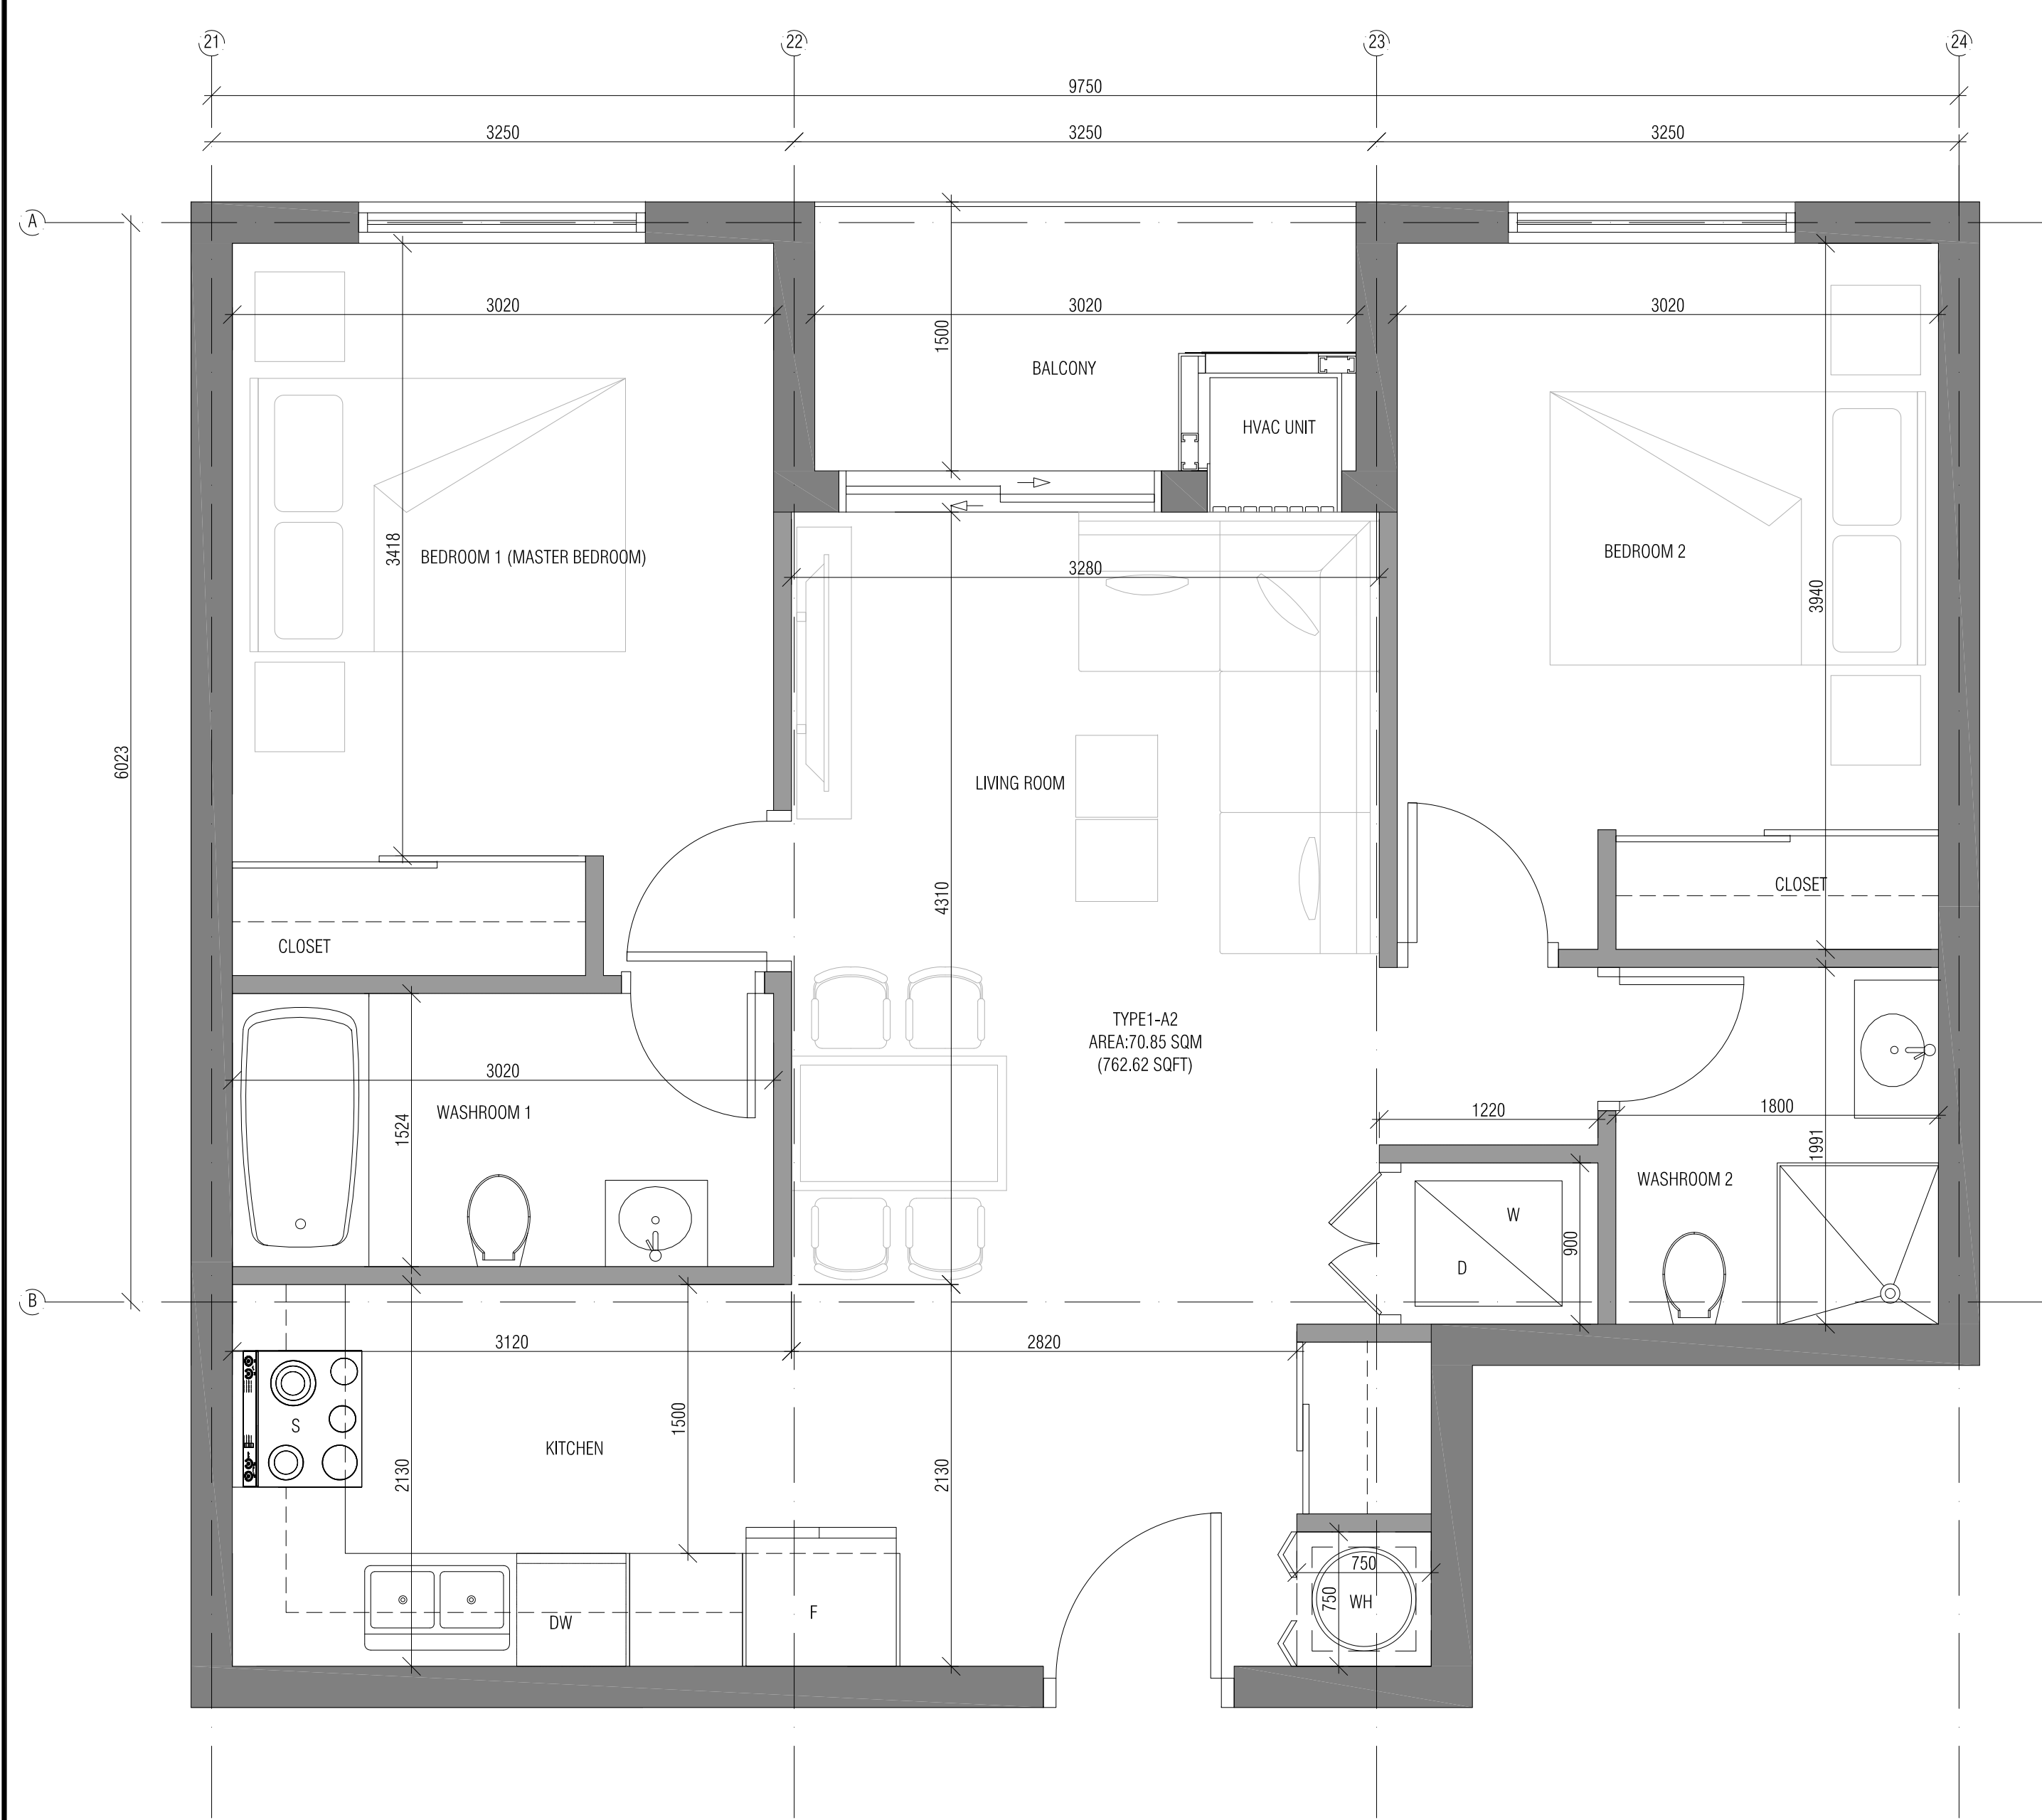 21
22
23
24
9750
3250
3250
3250
A
3020
3020
3020
1500
BALCONY
HVAC UNIT
3418
BEDROOM 1 (MASTER BEDROOM)
BEDROOM 2
3280
3940
6023
LIVING ROOM
4310
CLOSET
CLOSET
TYPE1-A2
AREA:70.85 SQM
(762.62 SQFT)
3020
1524
WASHROOM 1
1220
1800
1991
WASHROOM 2
W
900
D
B
3120
2820
S
1500
KITCHEN
2130
2130
750
750
WH
F
DW